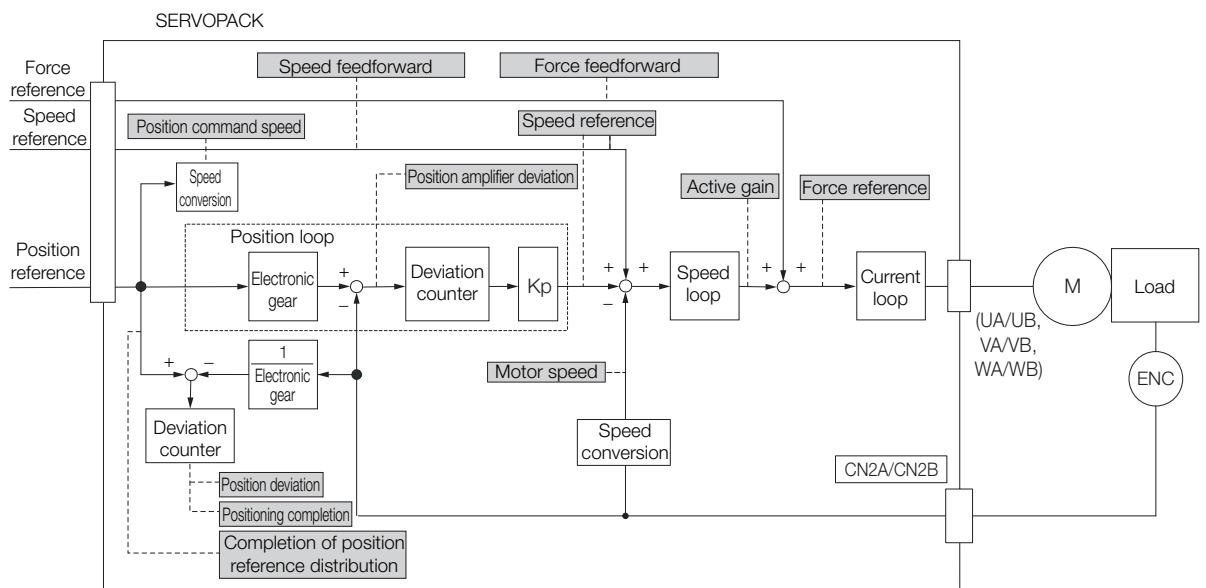 SERVOPACK
Force
reference
Speed
reference
Position
reference
Speed feedforward
Force feedforward
Position command speed
Speed reference
Speed
conversion
Position amplifier deviation
Active gain
Force reference
Position loop
Electronic
gear
+
−
Deviation
counter
Kp
+
+
−
Speed
loop
+
+
Current
loop
M
Load
(UA/UB,
VA/VB,
WA/WB)
ENC
+
−
1
Electronic
gear
Motor speed
Deviation
counter
Speed
conversion
CN2A/CN2B
Position deviation
Positioning completion
Completion of position
reference distribution